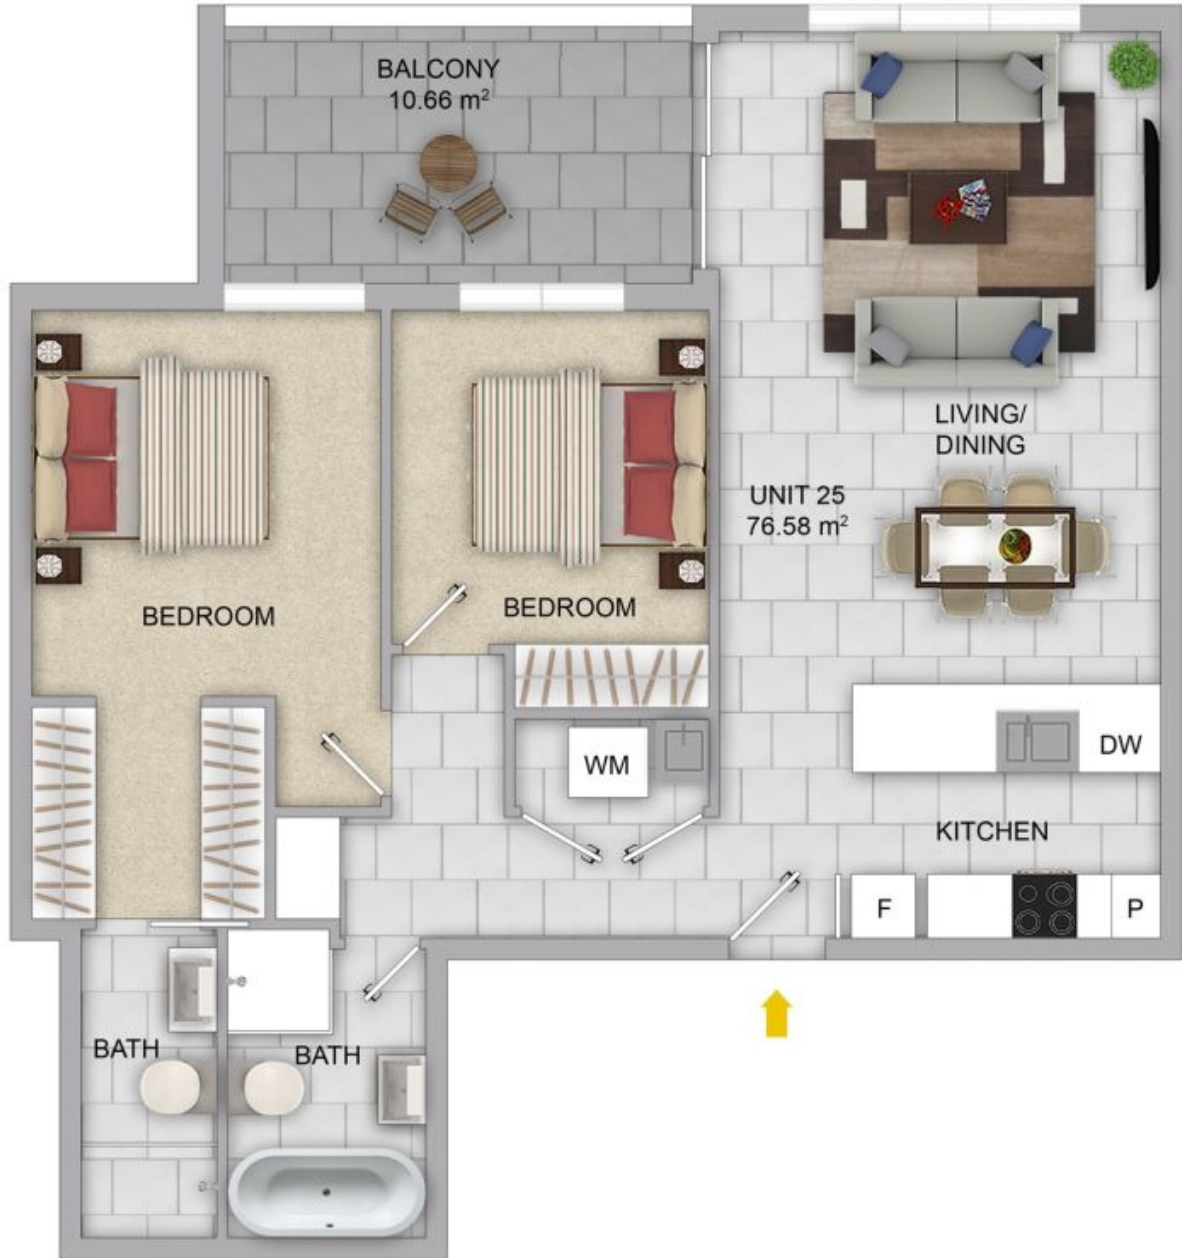 BALCONY
10.66 m²
LIVING/
DINING
UNIT 25
76.58 m²
BEDROOM
BEDROOM
WM
DW
KITCHEN
F
P
BATH
BATH